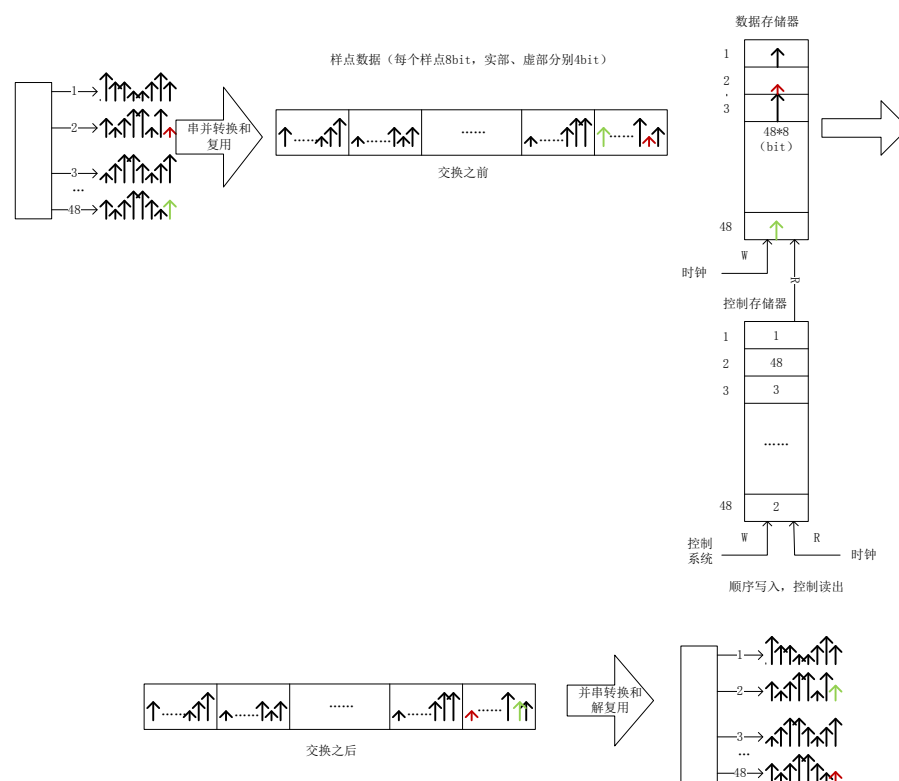 数据存储器
样点数据（每个样点8bit，实部、虚部分别4bit）
1
2
3
…
48
串并转换和
复用
……
……
……
……
……
交换之前
1
2
3
48*8
（bit）
48
W
时钟
R
控制存储器
1
1
2
48
3
3
……
48
2
控制
系统
W
R
时钟
顺序写入，控制读出
……
……
……
……
……
交换之后
并串转换和
解复用
1
2
3
…
48